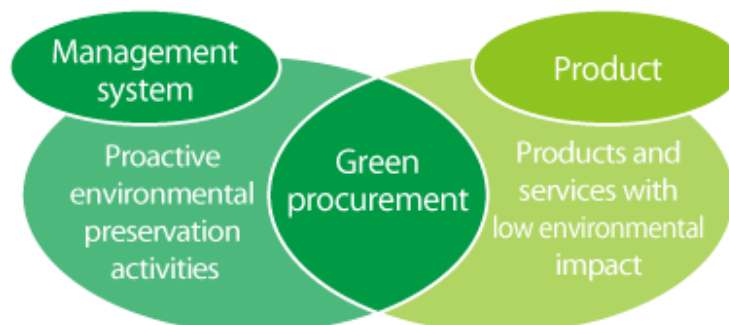 Management
system
Proactive
environmental
preservation
activities
Green
procurement
Product
Products and
services with
low environmental
impact